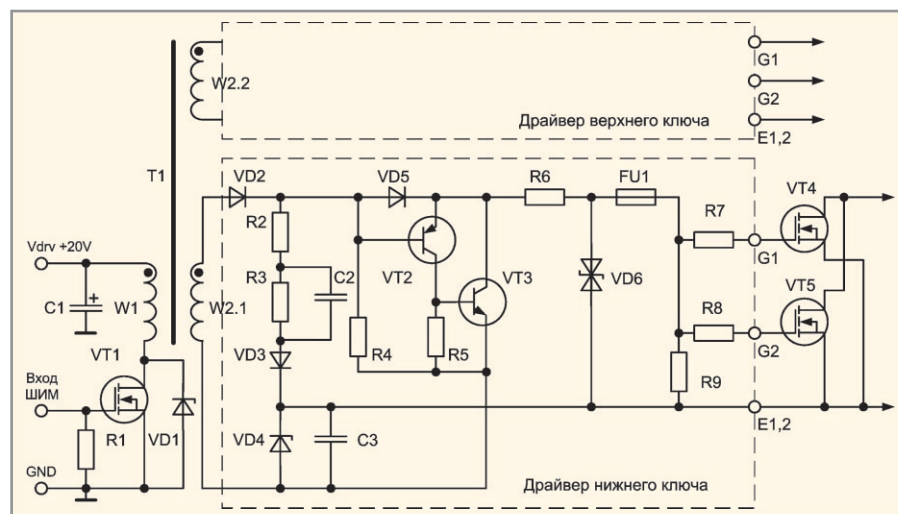 G1
W2.2
G2
Драйвер верхнего ключа
E1,2
T1
VD2
VD5
R6
FU1
VT4
R2
R7
Vdrv +20V
G1
R3
C2
VT2
VT3
VD6
VT5
C1
+
W1
W2.1
R8
VT1
VD3
R4
R5
G2
Вход
ШИМ
R9
R1
VD1
VD4
C3
E1,2
GND
Драйвер нижнего ключа